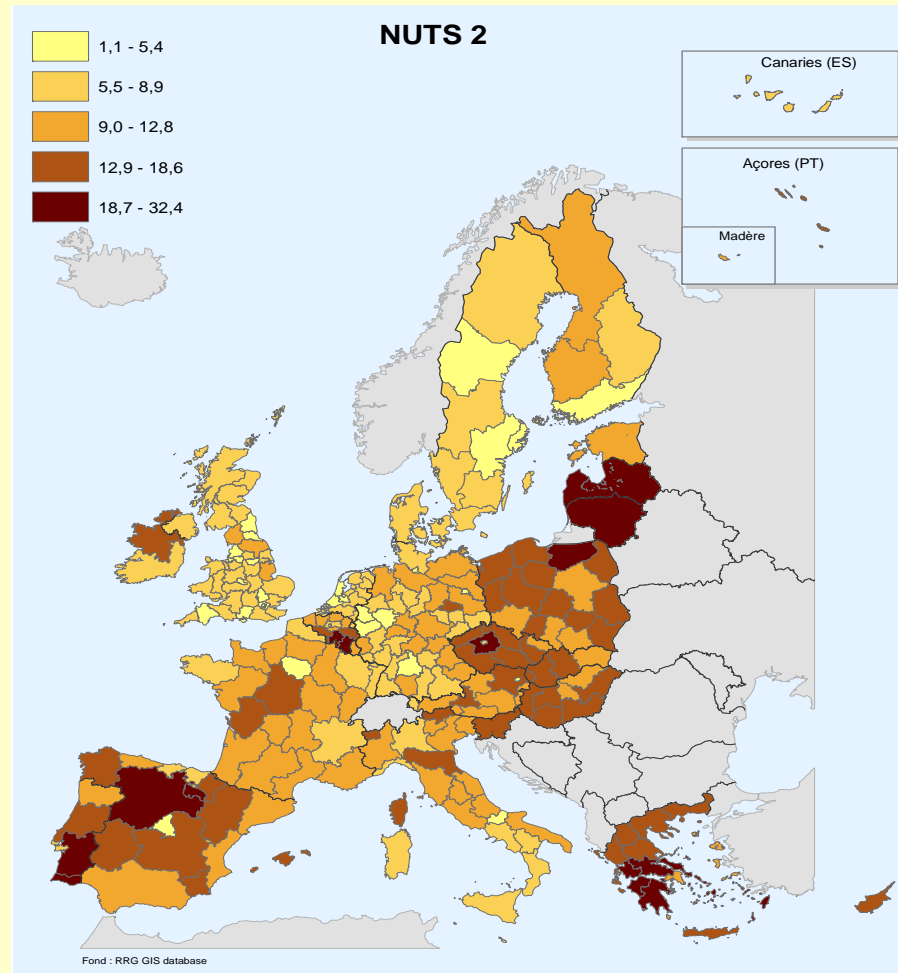 NUTS 2
1,1 - 5,4
5,5 - 8,9
9,0 - 12,8
12,9 - 18,6
18,7 - 32,4
Canaries (ES)
Açores (PT)
Madère
Fond : RRG GIS database